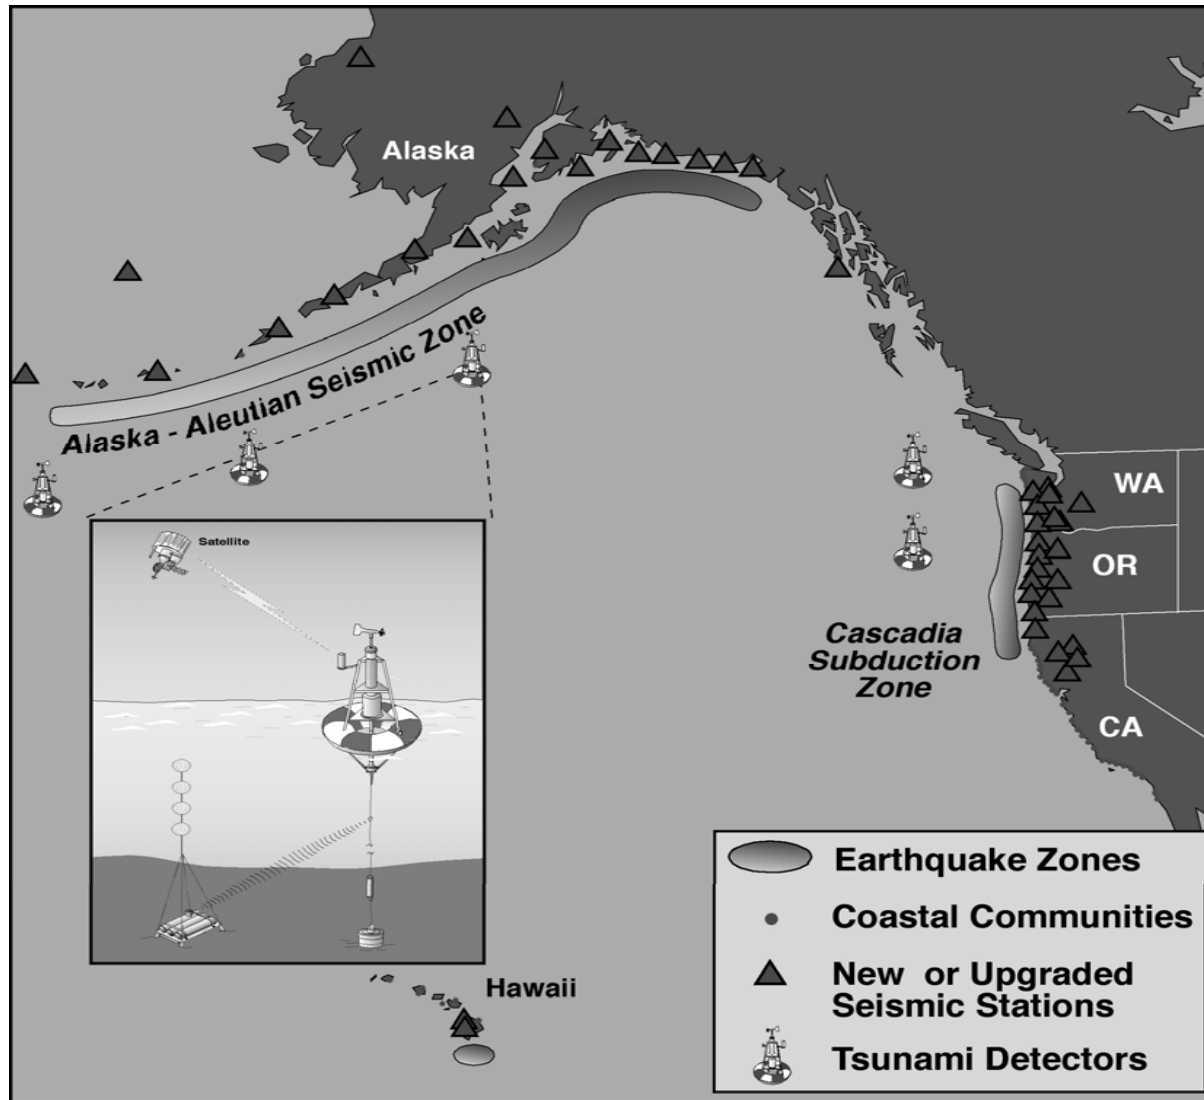 Alaska
Alaska - Aleutian Seismic Zone
Satellite
WA
OR
Cascadia
Subduction
Zone
CA
Hawaii
Earthquake Zones
Coastal Communities
New or Upgraded
Seismic Stations
Tsunami Detectors